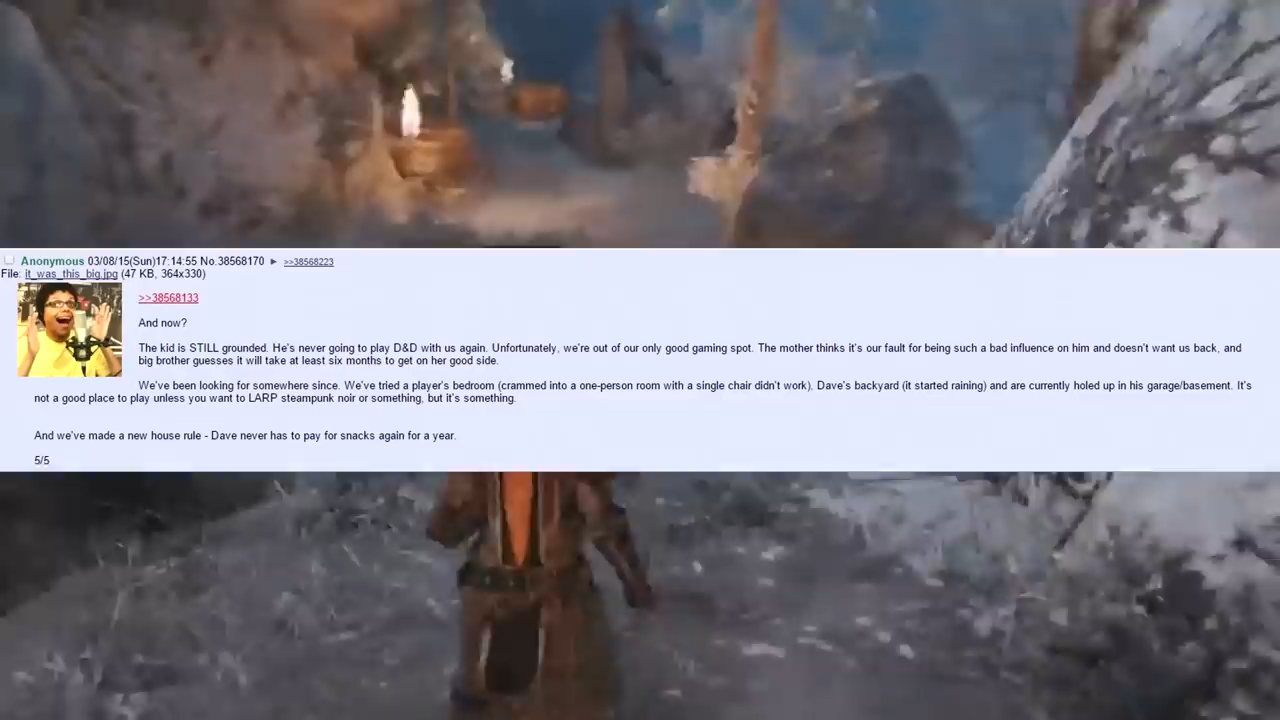 Anonymous 03/08/15(Sun)17:14:55 No.38568170 ► >>38568223
File: it_was_this_big.jpg (47 KB, 364x330)
>>38568133
And now?
The kid is STILL grounded. He's never going to play D&D with us again. Unfortunately, we're out of our only good gaming spot. The mother thinks it's our fault for being such a bad influence on him and doesn't want us back, and
big brother guesses it will take at least six months to get on her good side.
We've been looking for somewhere since. We've tried a player's bedroom (crammed into a one-person room with a single chair didn't work), Dave's backyard (it started raining) and are currently holed up in his garage/basement. It's
not a good place to play unless you want to LARP steampunk noir or something, but it's something.
And we've made a new house rule - Dave never has to pay for snacks again for a year.
5/5